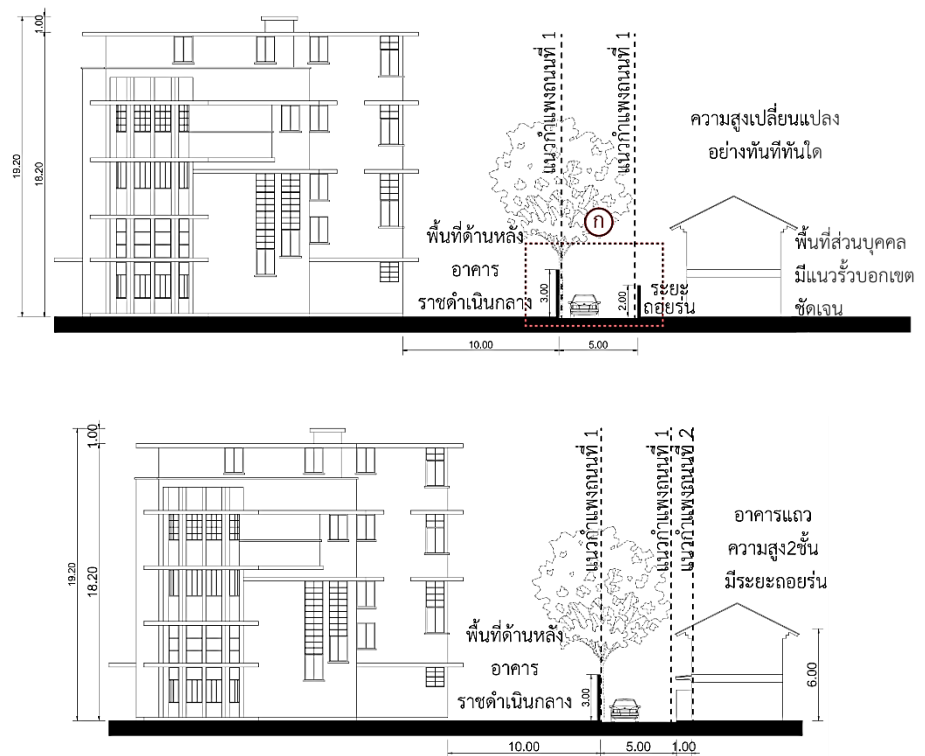 1.00
19.20
18.20
แนวกำแพงถนนที่ 1
แนวกำแพงถนนที่ 1
ความสูงเปลี่ยนแปลง
อย่างทันทีทันใด
ก
พื้นที่ด้านหลัง
อาคาร
ราชดำเนินกลาง
3.00
2.00
ระยะ
ถอยร่น
พื้นที่ส่วนบุคคล
มีแนวรั้วบอกเขต
ชัดเจน
10.00
5.00
1.00
19.20
18.20
แนวกำแพงถนนที่ 1
แนวกำแพงถนนที่ 1
แนวกำแพงถนนที่ 2
อาคารแถว
ความสูง2ชั้น
มีระยะถอยร่น
พื้นที่ด้านหลัง
อาคาร
ราชดำเนินกลาง
3.00
6.00
10.00
5.00
1.00